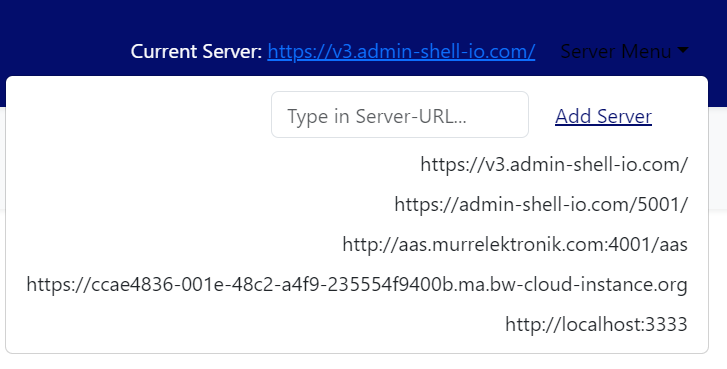 Current Server: https://v3.admin-shell-io.com/ Server Menu
Type in Server-URL... Add Server
https://v3.admin-shell-io.com/
https://admin-shell-io.com/5001/
http://aas.murrelektronik.com:4001/aas
https://ccae4836-001e-48c2-a4f9-235554f9400b.ma.bw-cloud-instance.org
http://localhost:3333